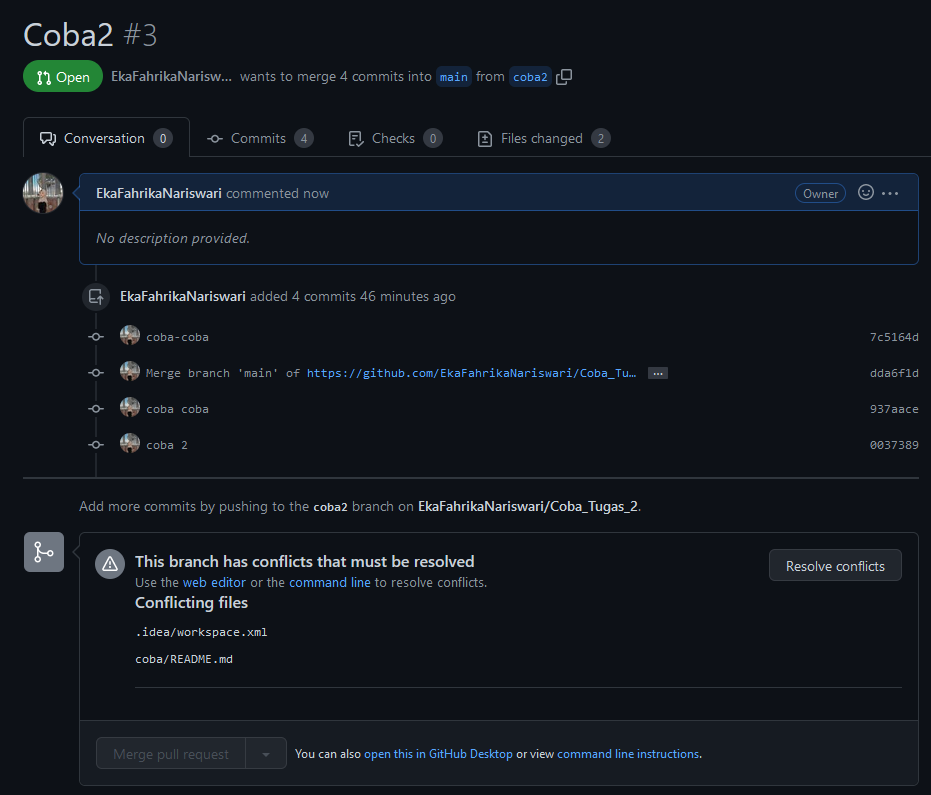 Coba2 #3
Open EkaFahrikaNarisw... wants to merge 4 commits into main from coba2
Conversation 0 Commits 4 Checks 0 Files changed 2
EkaFahrikaNariswari commented now Owner ...
No description provided.
EkaFahrikaNariswari added 4 commits 46 minutes ago
coba-coba 7c5164d
Merge branch 'main' of https://github.com/EkaFahrikaNariswari/Coba_Tu… ... dda6f1d
coba coba 937aace
coba 2 0037389
Add more commits by pushing to the coba2 branch on EkaFahrikaNariswari/Coba_Tugas_2.
This branch has conflicts that must be resolved Resolve conflicts
Use the web editor or the command line to resolve conflicts.
Conflicting files
.idea/workspace.xml
coba/README.md
Merge pull request You can also open this in GitHub Desktop or view command line instructions.